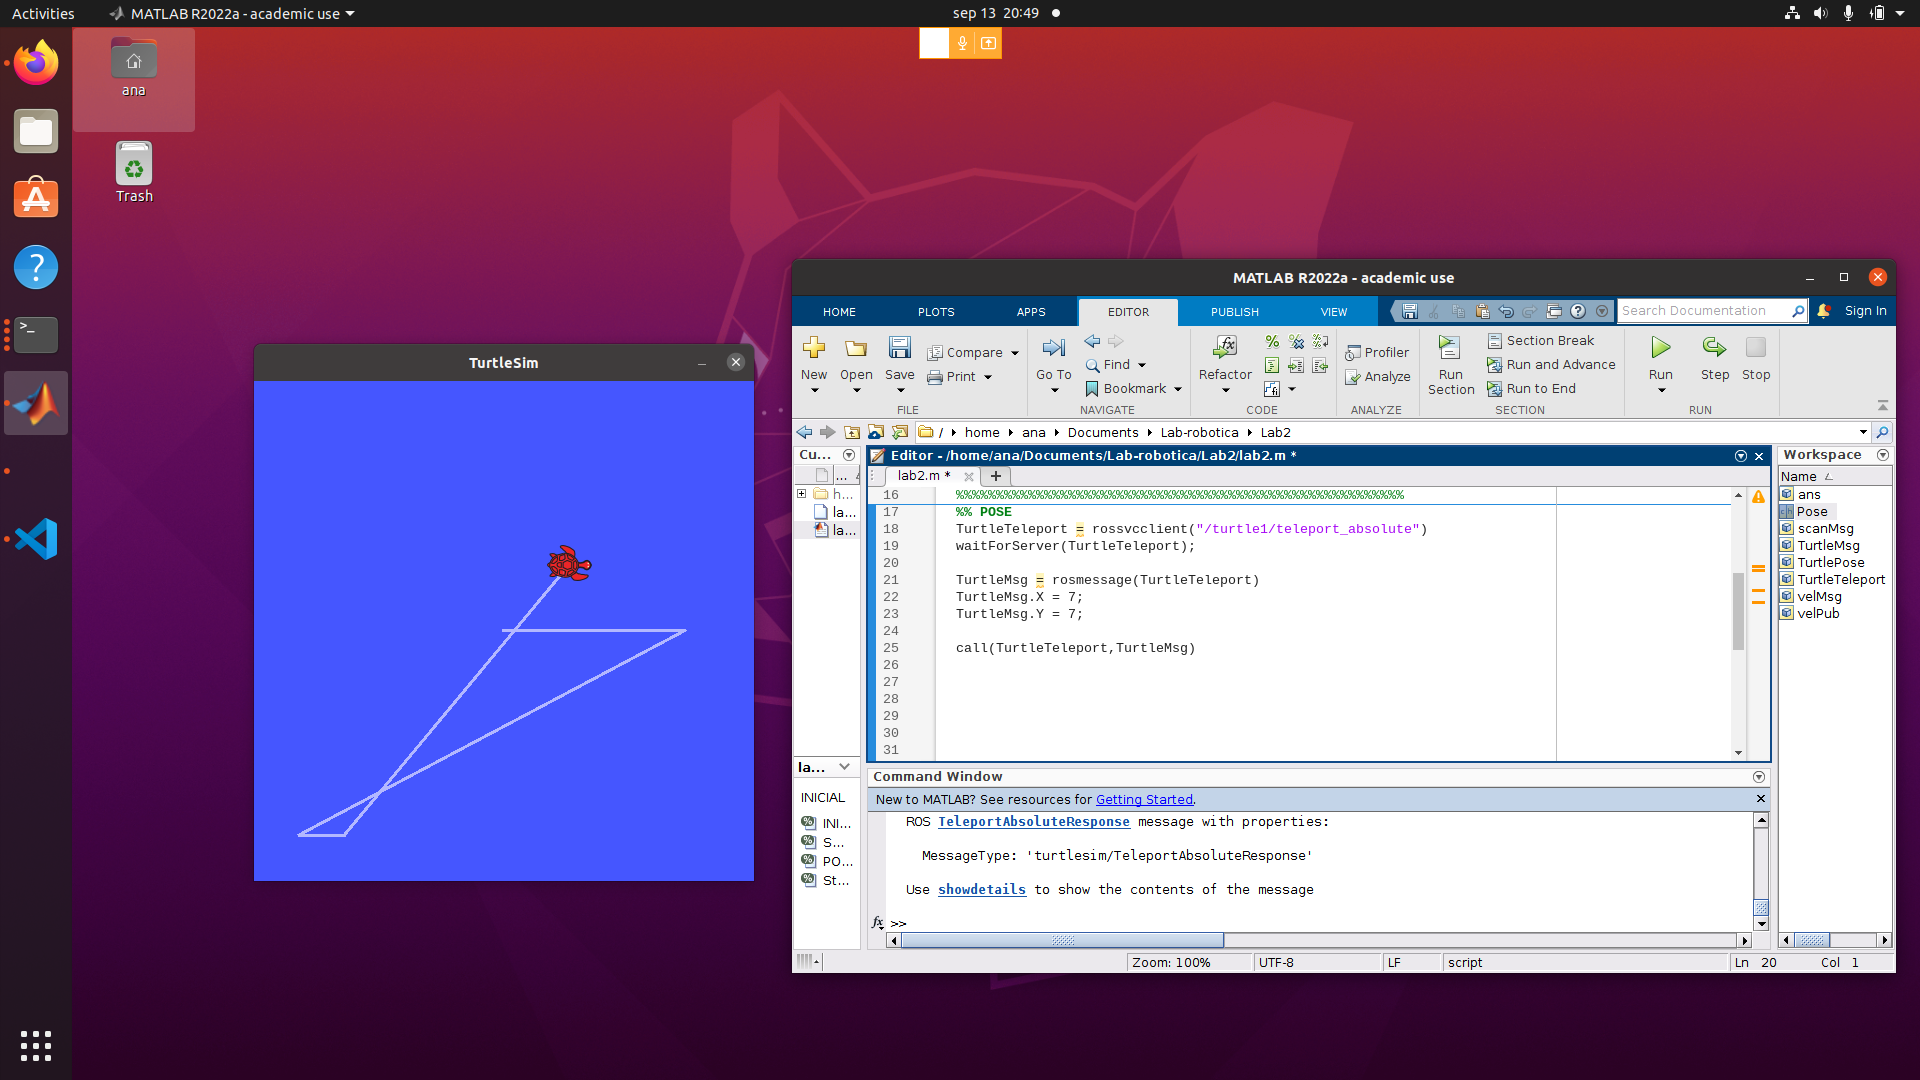 Activities
MATLAB R2022a - academic use
sep 13 20:49
ana
Trash
TurtleSim
MATLAB R2022a - academic use
HOME
PLOTS
APPS
EDITOR
PUBLISH
VIEW
Search Documentation
Sign In
New
Open
Save
Compare
Print
FILE
Go To
Find
Bookmark
NAVIGATE
Refactor
CODE
Profiler
Analyze
ANALYZE
Run Section
Section Break
Run and Advance
Run to End
SECTION
Run
Step
Stop
RUN
/ home ana Documents Lab-robotica Lab2
Cu...
...
h...
la...
la...
Editor - /home/ana/Documents/Lab-robotica/Lab2/lab2.m *
lab2.m *
16 %%%%%%%%%%%%%%%%%%%%%%%%%%%%%%%%%%%%%%%%%%%%%%%%%%%%%%%%
17 %% POSE
18 TurtleTeleport = rossvcclient("/turtle1/teleport_absolute")
19 waitForServer(TurtleTeleport);
20
21 TurtleMsg = rosmessage(TurtleTeleport)
22 TurtleMsg.X = 7;
23 TurtleMsg.Y = 7;
24
25 call(TurtleTeleport,TurtleMsg)
26
27
28
29
30
31
Workspace
Name
ans
Pose
scanMsg
TurtleMsg
TurtlePose
TurtleTeleport
velMsg
velPub
la...
INICIAL
INI...
S...
PO...
St...
Command Window
New to MATLAB? See resources for Getting Started.
ROS TeleportAbsoluteResponse message with properties:
MessageType: 'turtlesim/TeleportAbsoluteResponse'
Use showdetails to show the contents of the message
fx >>
Zoom: 100%
UTF-8
LF
script
Ln 20 Col 1